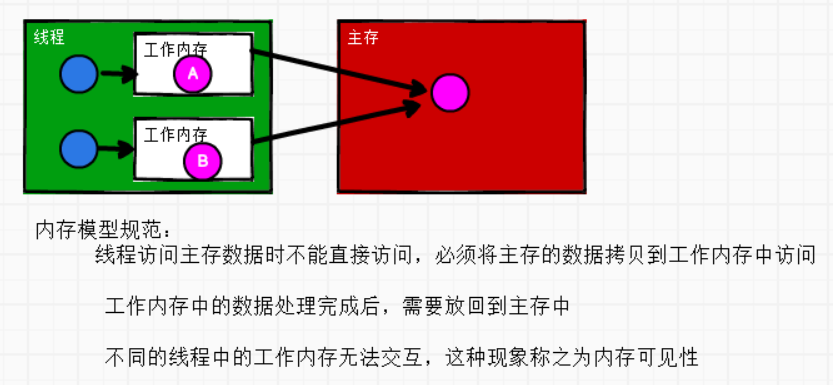 线程
工作内存
A
工作内存
B
主存
内存模型规范：
线程访问主存数据时不能直接访问，必须将主存的数据拷贝到工作内存中访问
工作内存中的数据处理完成后，需要放回到主存中
不同的线程中的工作内存无法交互，这种现象称之为内存可见性